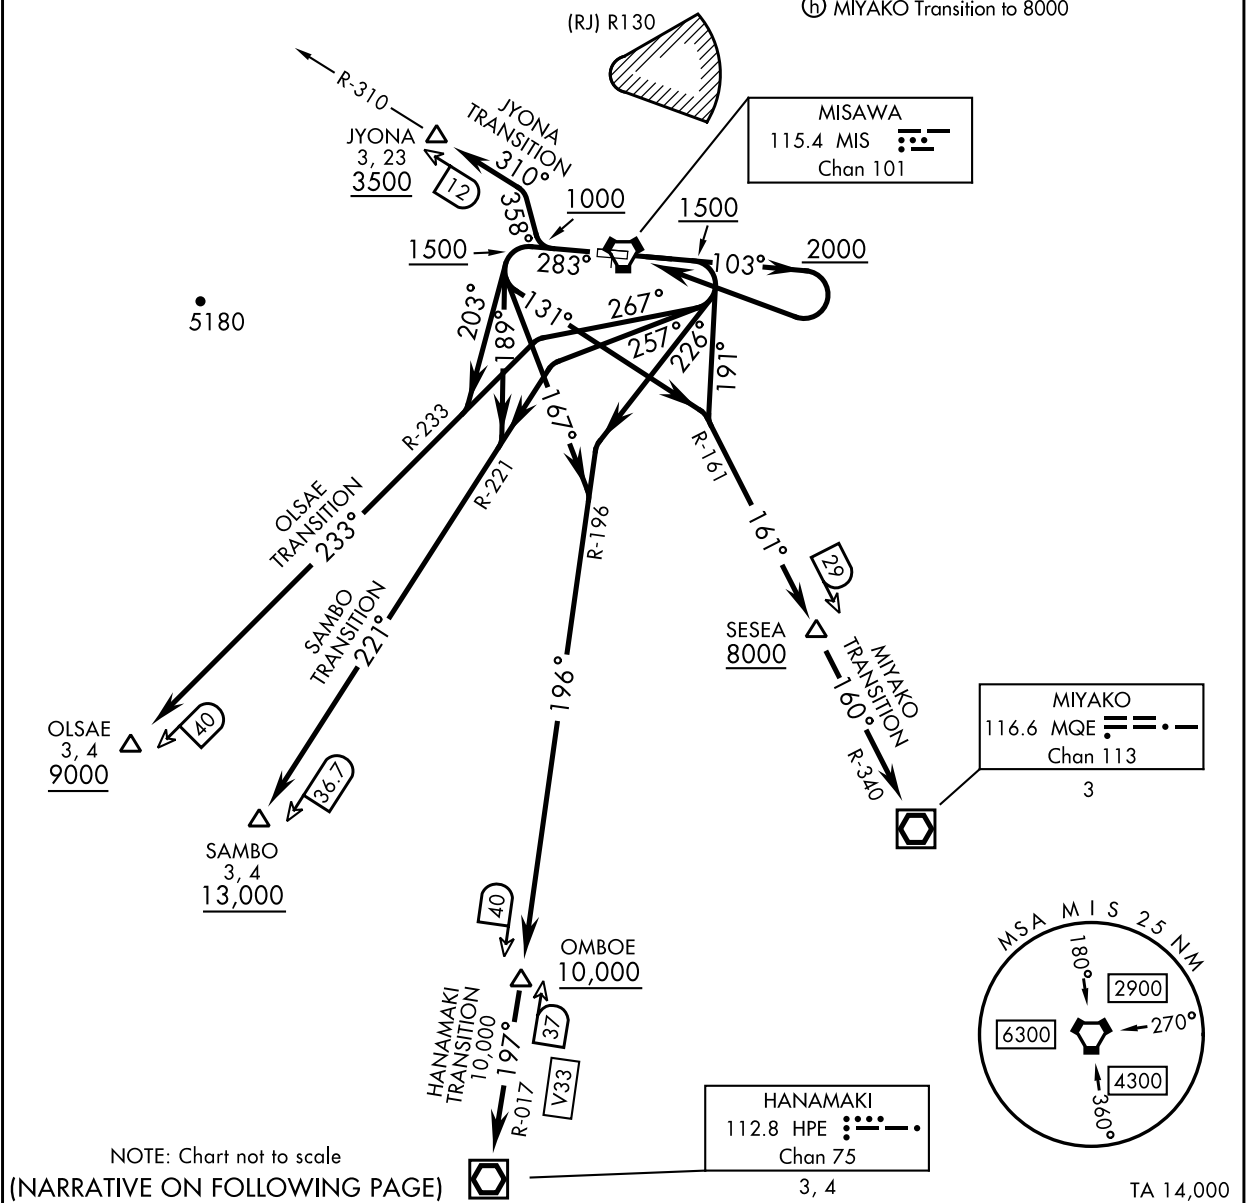 ⓗ MIYAKO Transition to 8000
(RJ) R130
R-310
JYONA
TRANSITION
310°
JYONA
3, 23
3500
12
358°
1000
MISAWA
115.4 MIS
Chan 101
1500
1500
283°
103°
2000
5180
203°
189°
131°
267°
257°
226°
191°
167°
R-233
R-221
R-196
R-161
OLSAE
TRANSITION
233°
SAMBO
TRANSITION
221°
196°
161°
29
SESEA
8000
MIYAKO
TRANSITION
160°
R-340
MIYAKO
116.6 MQE
Chan 113
3
OLSAE
3, 4
9000
40
36.7
SAMBO
3, 4
13,000
40
OMBOE
10,000
HANAMAKI
TRANSITION
10,000
197°
37
V33
R-017
HANAMAKI
112.8 HPE
Chan 75
3, 4
MSA MIS 25 NM
180°
2900
6300
270°
4300
360°
NOTE: Chart not to scale
(NARRATIVE ON FOLLOWING PAGE)
TA 14,000